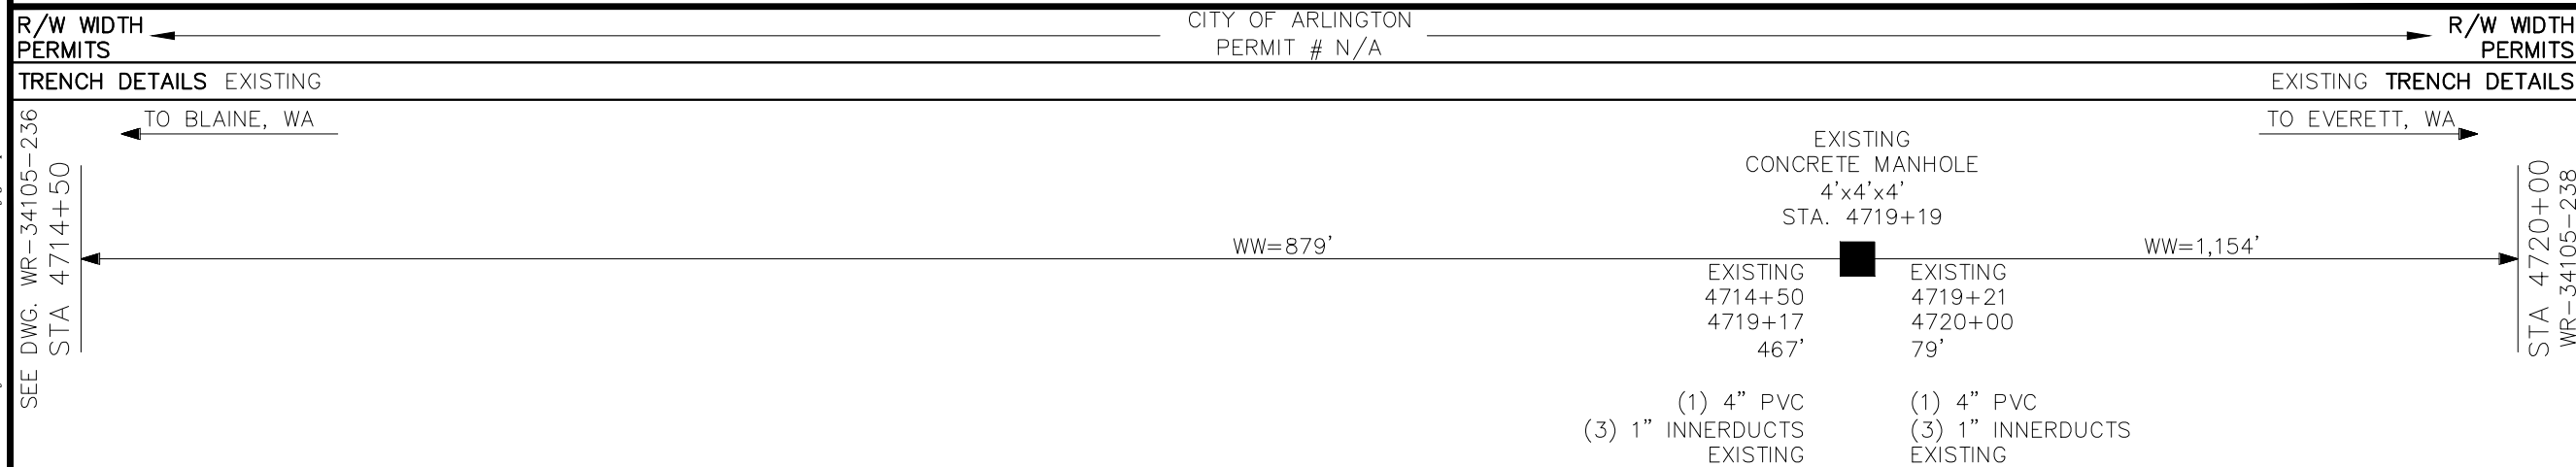 R/W WIDTH
PERMITS
CITY OF ARLINGTON
PERMIT # N/A
R/W WIDTH
PERMITS
TRENCH DETAILS EXISTING
EXISTING TRENCH DETAILS
SEE DWG. WR-34105-236
STA 4714+50
TO BLAINE, WA
TO EVERETT, WA
EXISTING
CONCRETE MANHOLE
4'x4'x4'
STA. 4719+19
WW=879'
WW=1,154'
EXISTING
4714+50
4719+17
467'
(1) 4" PVC
(3) 1" INNERDUCTS
EXISTING
EXISTING
4719+21
4720+00
79'
(1) 4" PVC
(3) 1" INNERDUCTS
EXISTING
STA 4720+00
WR-34105-238